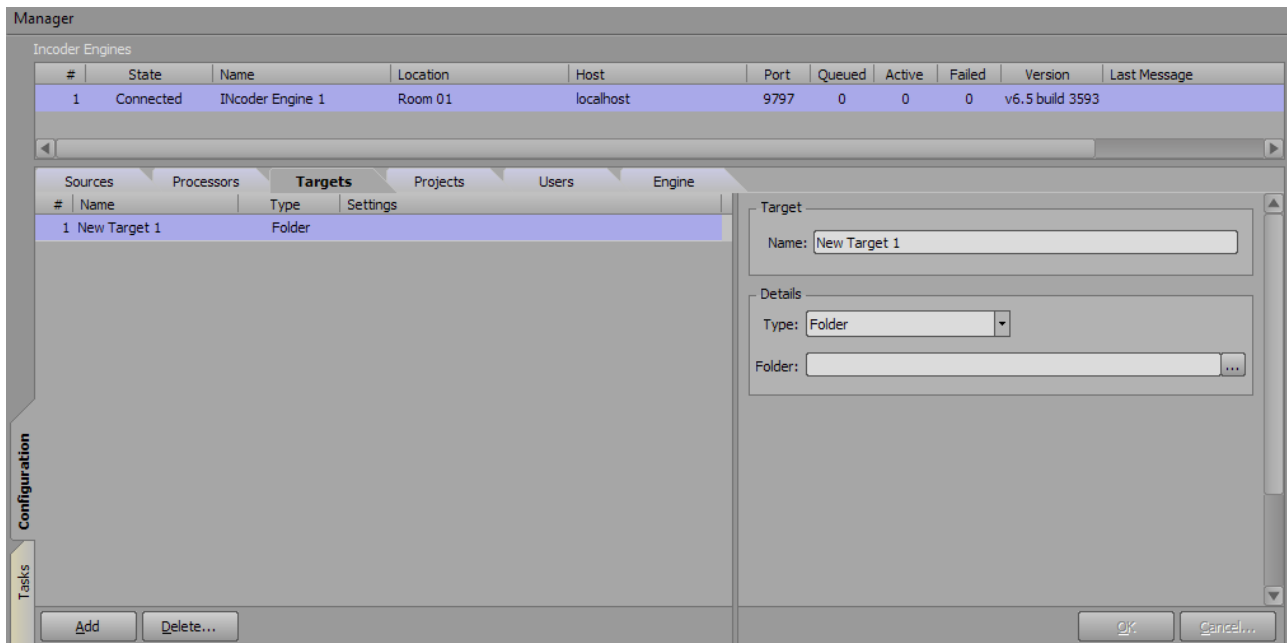 Manager
Incoder Engines
# State Name Location Host Port Queued Active Failed Version Last Message
1 Connected INcoder Engine 1 Room 01 localhost 9797 0 0 0 v6.5 build 3593
Sources Processors Targets Projects Users Engine
# Name Type Settings
1 New Target 1 Folder
Target
Name: New Target 1
Details
Type: Folder
Folder: ...
Configuration
Tasks
Add Delete... OK Cancel...